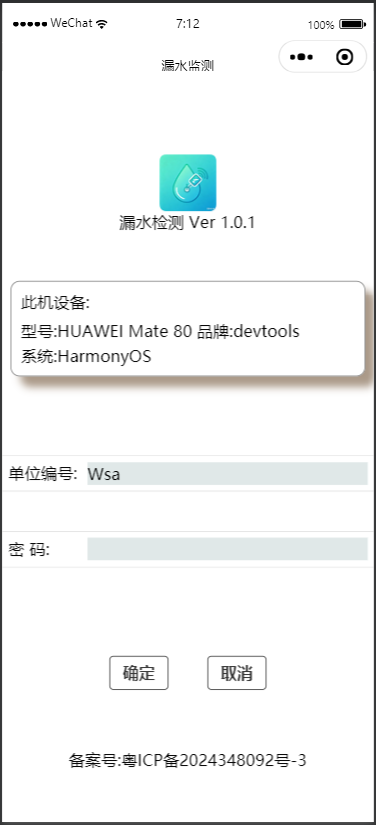 WeChat 7:12 100%
漏水监测
漏水检测 Ver 1.0.1
此机设备:
型号:HUAWEI Mate 80 品牌:devtools
系统:HarmonyOS
单位编号: Wsa
密 码:
确定 取消
备案号:粤ICP备2024348092号-3